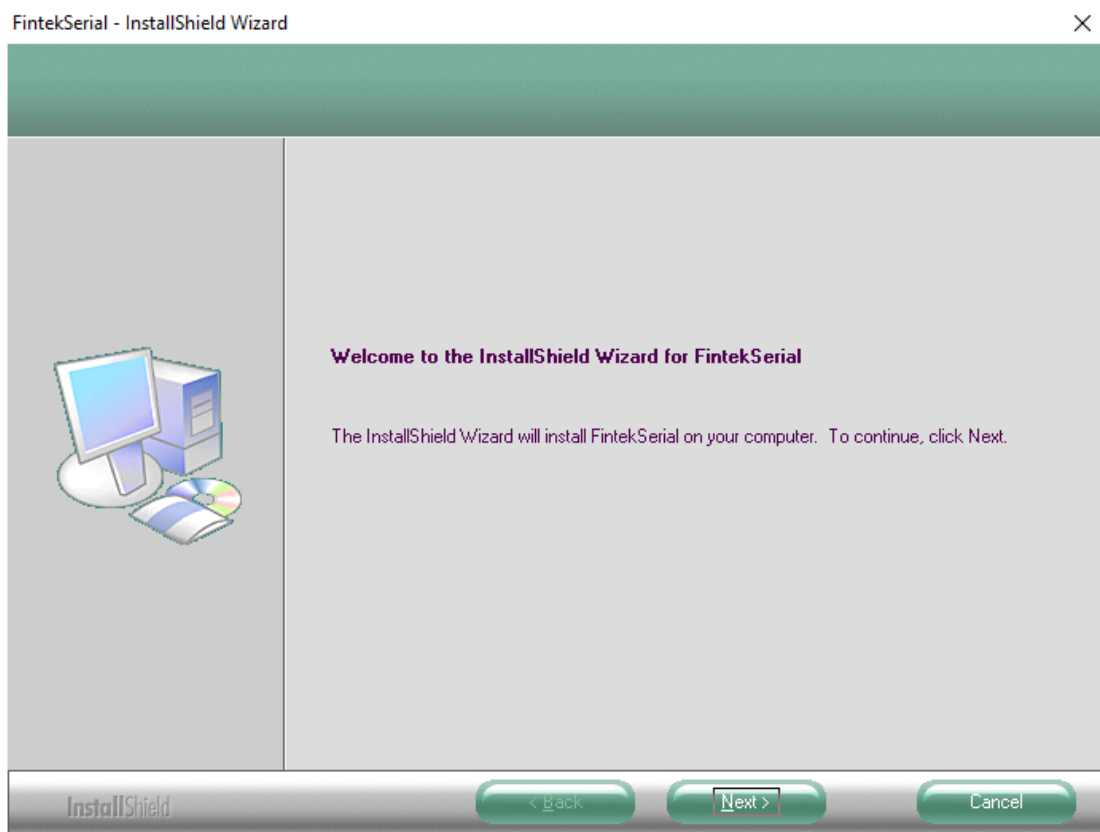 FintekSerial - InstallShield Wizard
Welcome to the InstallShield Wizard for FintekSerial
The InstallShield Wizard will install FintekSerial on your computer.  To continue, click Next.
InstallShield
< Back
Next >
Cancel